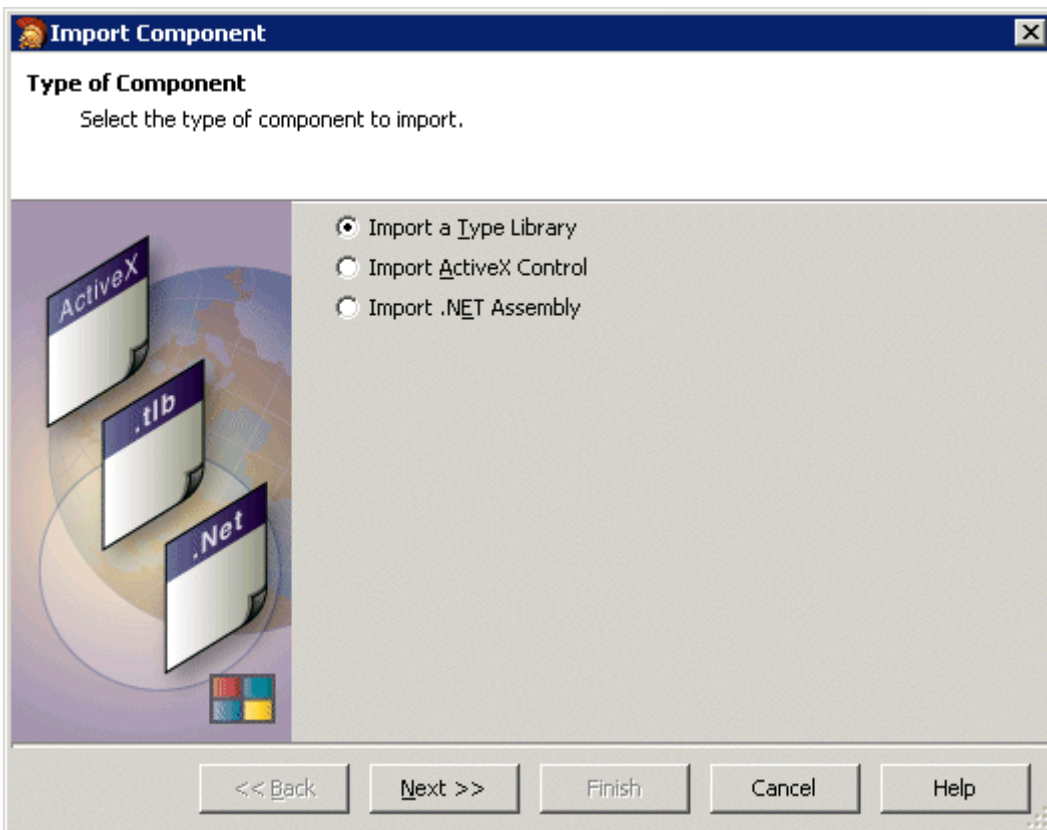 Import Component
Type of Component
Select the type of component to import.
Import a Type Library
Import ActiveX Control
Import .NET Assembly
ActiveX
.tlb
.Net
<< Back
Next >>
Finish
Cancel
Help